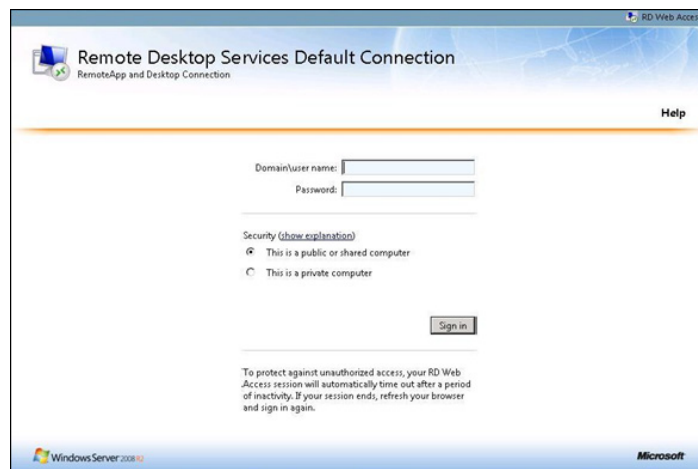 RD Web Acces
Remote Desktop Services Default Connection
RemoteApp and Desktop Connection
Help
Domain\user name:
Password:
Security (show explanation)
This is a public or shared computer
This is a private computer
Sign in
To protect against unauthorized access, your RD Web
Access session will automatically time out after a period
of inactivity. If your session ends, refresh your browser
and sign in again.
Windows Server 2008 R2
Microsoft